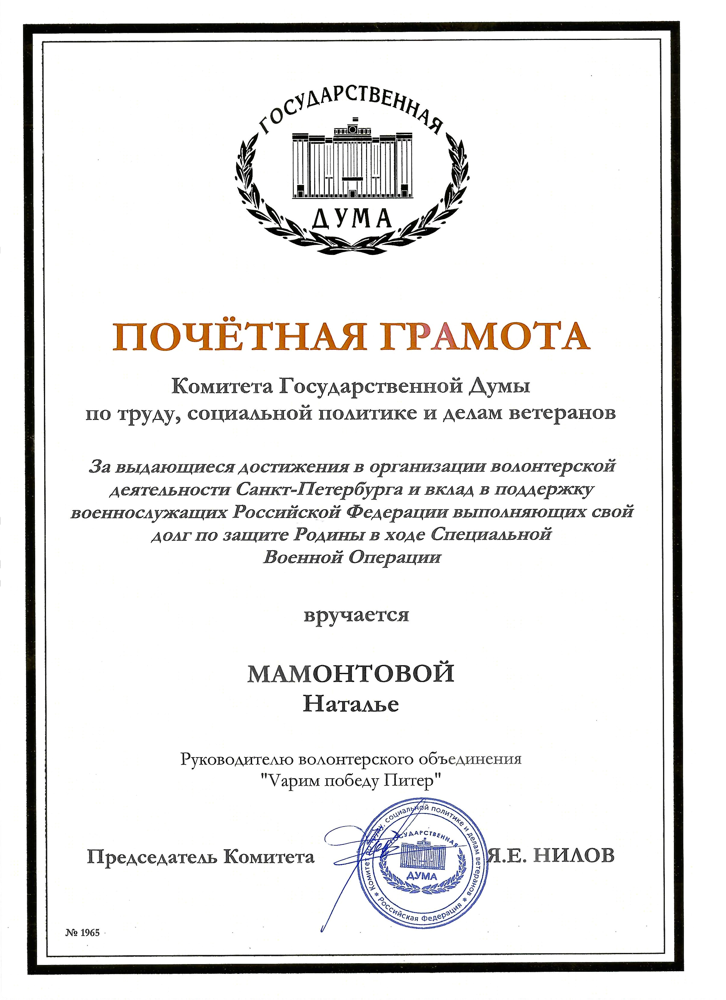 ГОСУДАРСТВЕННАЯ
ДУМА
ПОЧЁТНАЯ ГРАМОТА
Комитета Государственной Думы
по труду, социальной политике и делам ветеранов
За выдающиеся достижения в организации волонтерской
деятельности Санкт-Петербурга и вклад в поддержку
военнослужащих Российской Федерации выполняющих свой
долг по защите Родины в ходе Специальной
Военной Операции
вручается
МАМОНТОВОЙ
Наталье
Руководителю волонтерского объединения
"Vарим победу Питер"
Председатель Комитета
Я.Е. НИЛОВ
Комитет по труду, социальной политике и делам ветеранов
* Российская Федерация *
ГОСУДАРСТВЕННАЯ
ДУМА
№ 1965